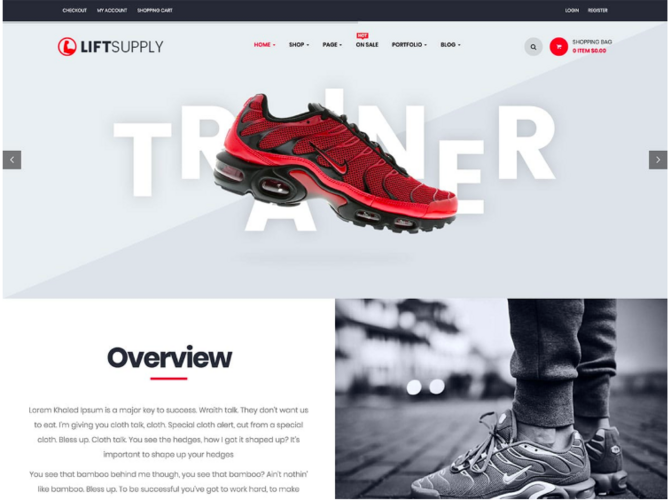 CHECKOUT MY ACCOUNT SHOPPING CART LOGIN REGISTER
HOT
LIFTSUPPLY HOME SHOP PAGE ON SALE PORTFOLIO BLOG SHOPPING BAG
0 ITEM $0.00
TRAINER
Overview
Lorem Khaled Ipsum is a major key to success. Wraith talk. They don't want us
to eat. I'm giving you cloth talk, cloth. Special cloth alert, cut from a special
cloth. Bless up. Cloth talk. You see the hedges, how I got it shaped up? It's
important to shape up your hedges
You see that bamboo behind me though, you see that bamboo? Ain't nothin'
like bamboo. Bless up. To be successful you've got to work hard, to make